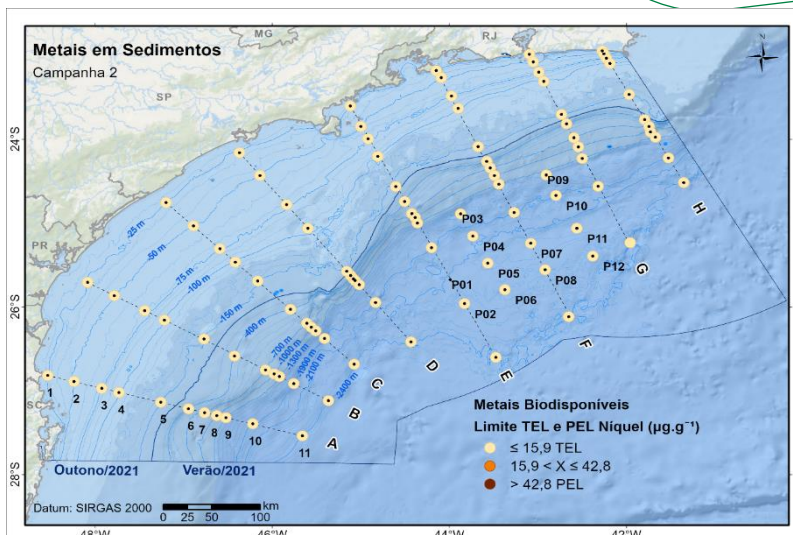 Metais em Sedimentos
Campanha 2
MG
RJ
SP
PR
SC
24°S
26°S
28°S
24°S
26°S
28°S
-25 m
-50 m
-75 m
-100 m
-150 m
-400 m
-700 m
-1000 m
-1300 m
-1900 m
-2100 m
-2400 m
P09
P10
P03
P11
P04
P07
P12
P05
P01
P08
P06
P02
H
G
F
E
D
C
B
A
1
2
3
4
5
6
7
8
9
10
11
Outono/2021
Verão/2021
Metais Biodisponíveis
Limite TEL e PEL Níquel (µg.g⁻¹)
≤ 15,9 TEL
15,9 < X ≤ 42,8
> 42,8 PEL
Datum: SIRGAS 2000
km
0 25 50 100
48°W
46°W
44°W
42°W